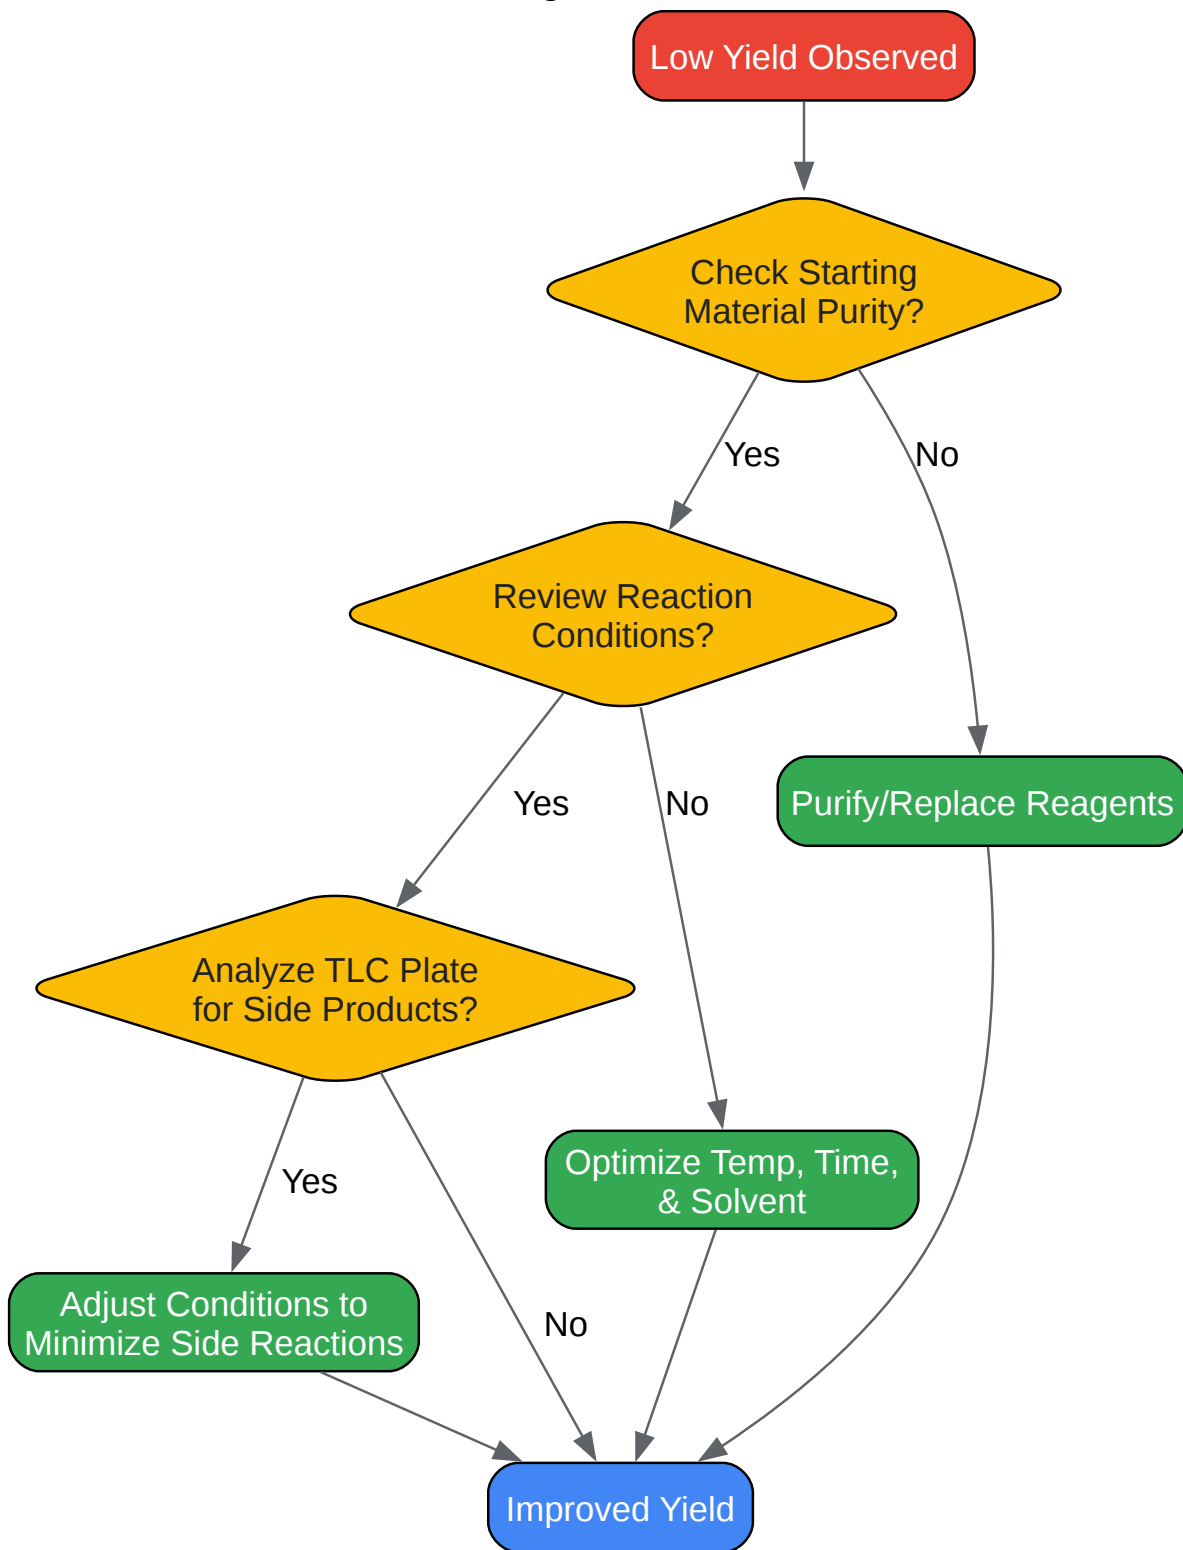 Low Yield Observed
Check Starting
Material Purity?
Yes
No
Review Reaction
Conditions?
Yes
No
Purify/Replace Reagents
Analyze TLC Plate
for Side Products?
Yes
Optimize Temp, Time,
& Solvent
Adjust Conditions to
Minimize Side Reactions
No
Improved Yield